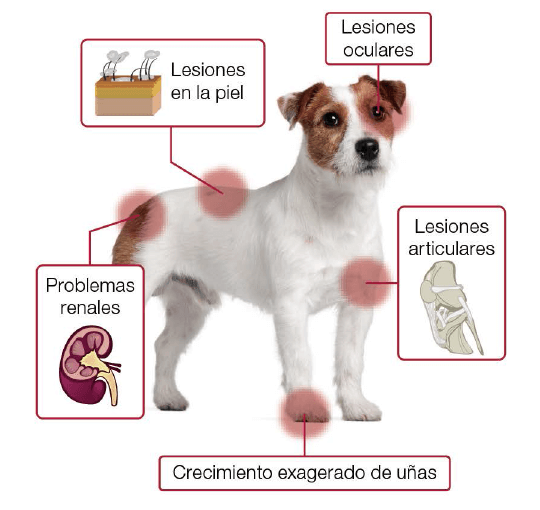 Lesiones
oculares
Lesiones
en la piel
Lesiones
articulares
Problemas
renales
Crecimiento exagerado de uñas